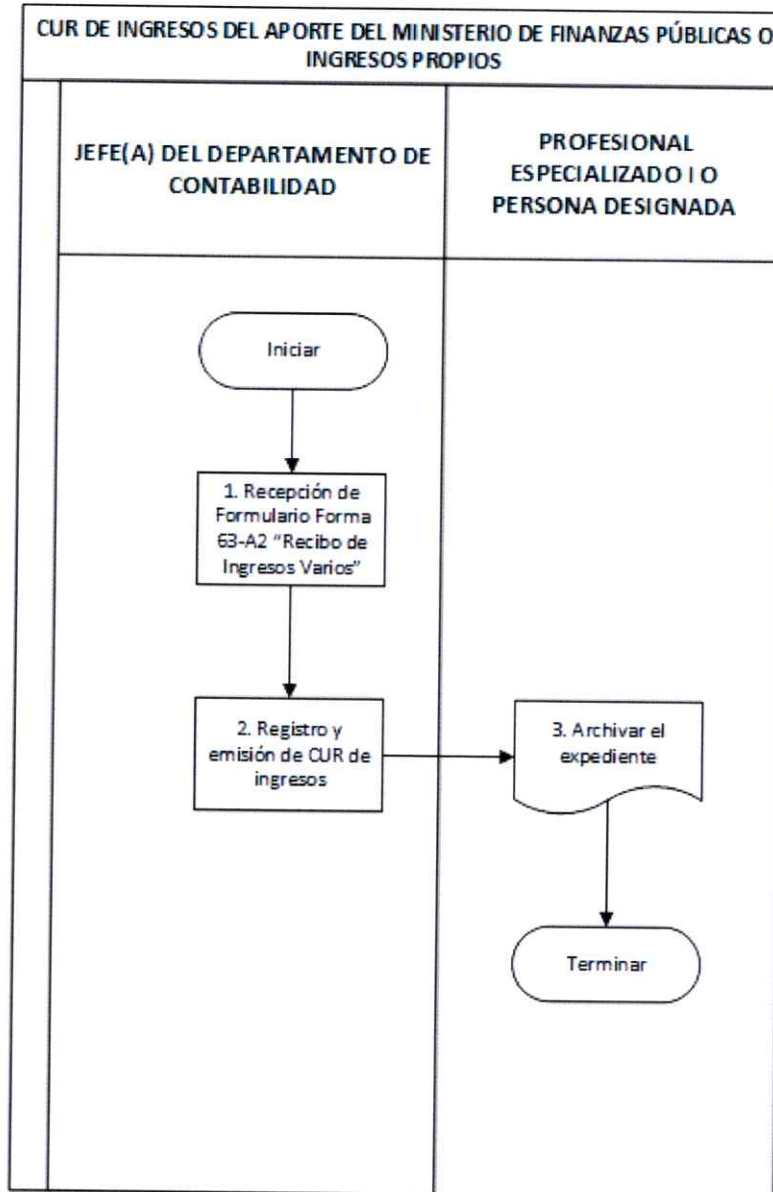 CUR DE INGRESOS DEL APORTE DEL MINISTERIO DE FINANZAS PÚBLICAS O
INGRESOS PROPIOS
JEFE(A) DEL DEPARTAMENTO DE
CONTABILIDAD
PROFESIONAL
ESPECIALIZADO I O
PERSONA DESIGNADA
Iniciar
1. Recepción de
Formulario Forma
63-A2 “Recibo de
Ingresos Varios”
2. Registro y
emisión de CUR de
ingresos
3. Archivar el
expediente
Terminar